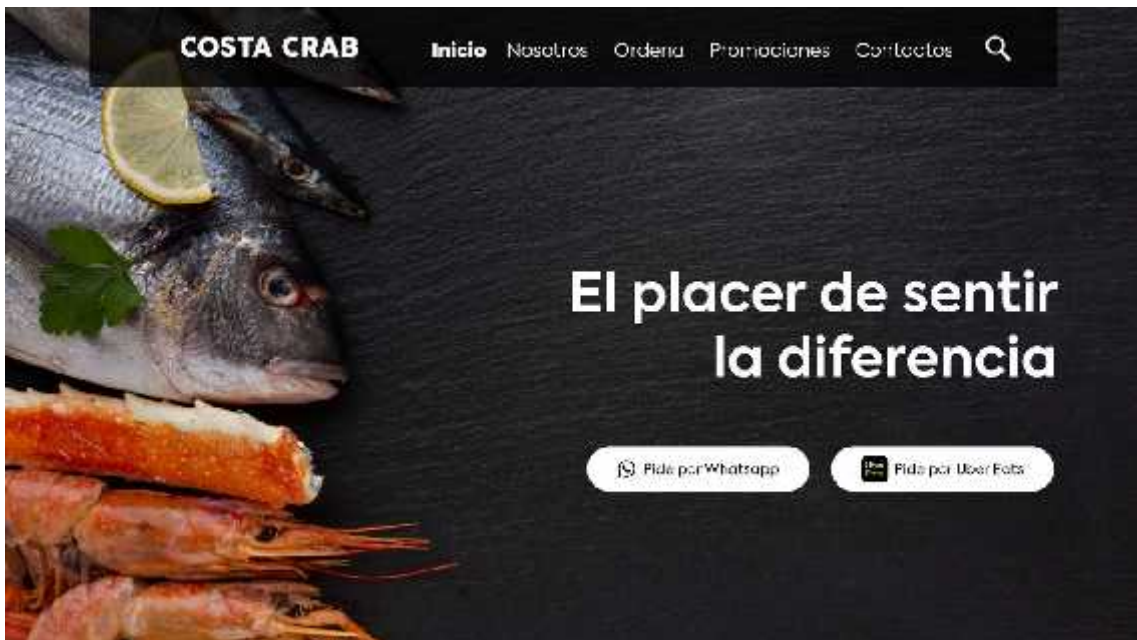 COSTA CRAB Inicio Nosotros Ordena Promociones Contactos
El placer de sentir
la diferencia
Pide por Whatsapp Pide por Uber Eats